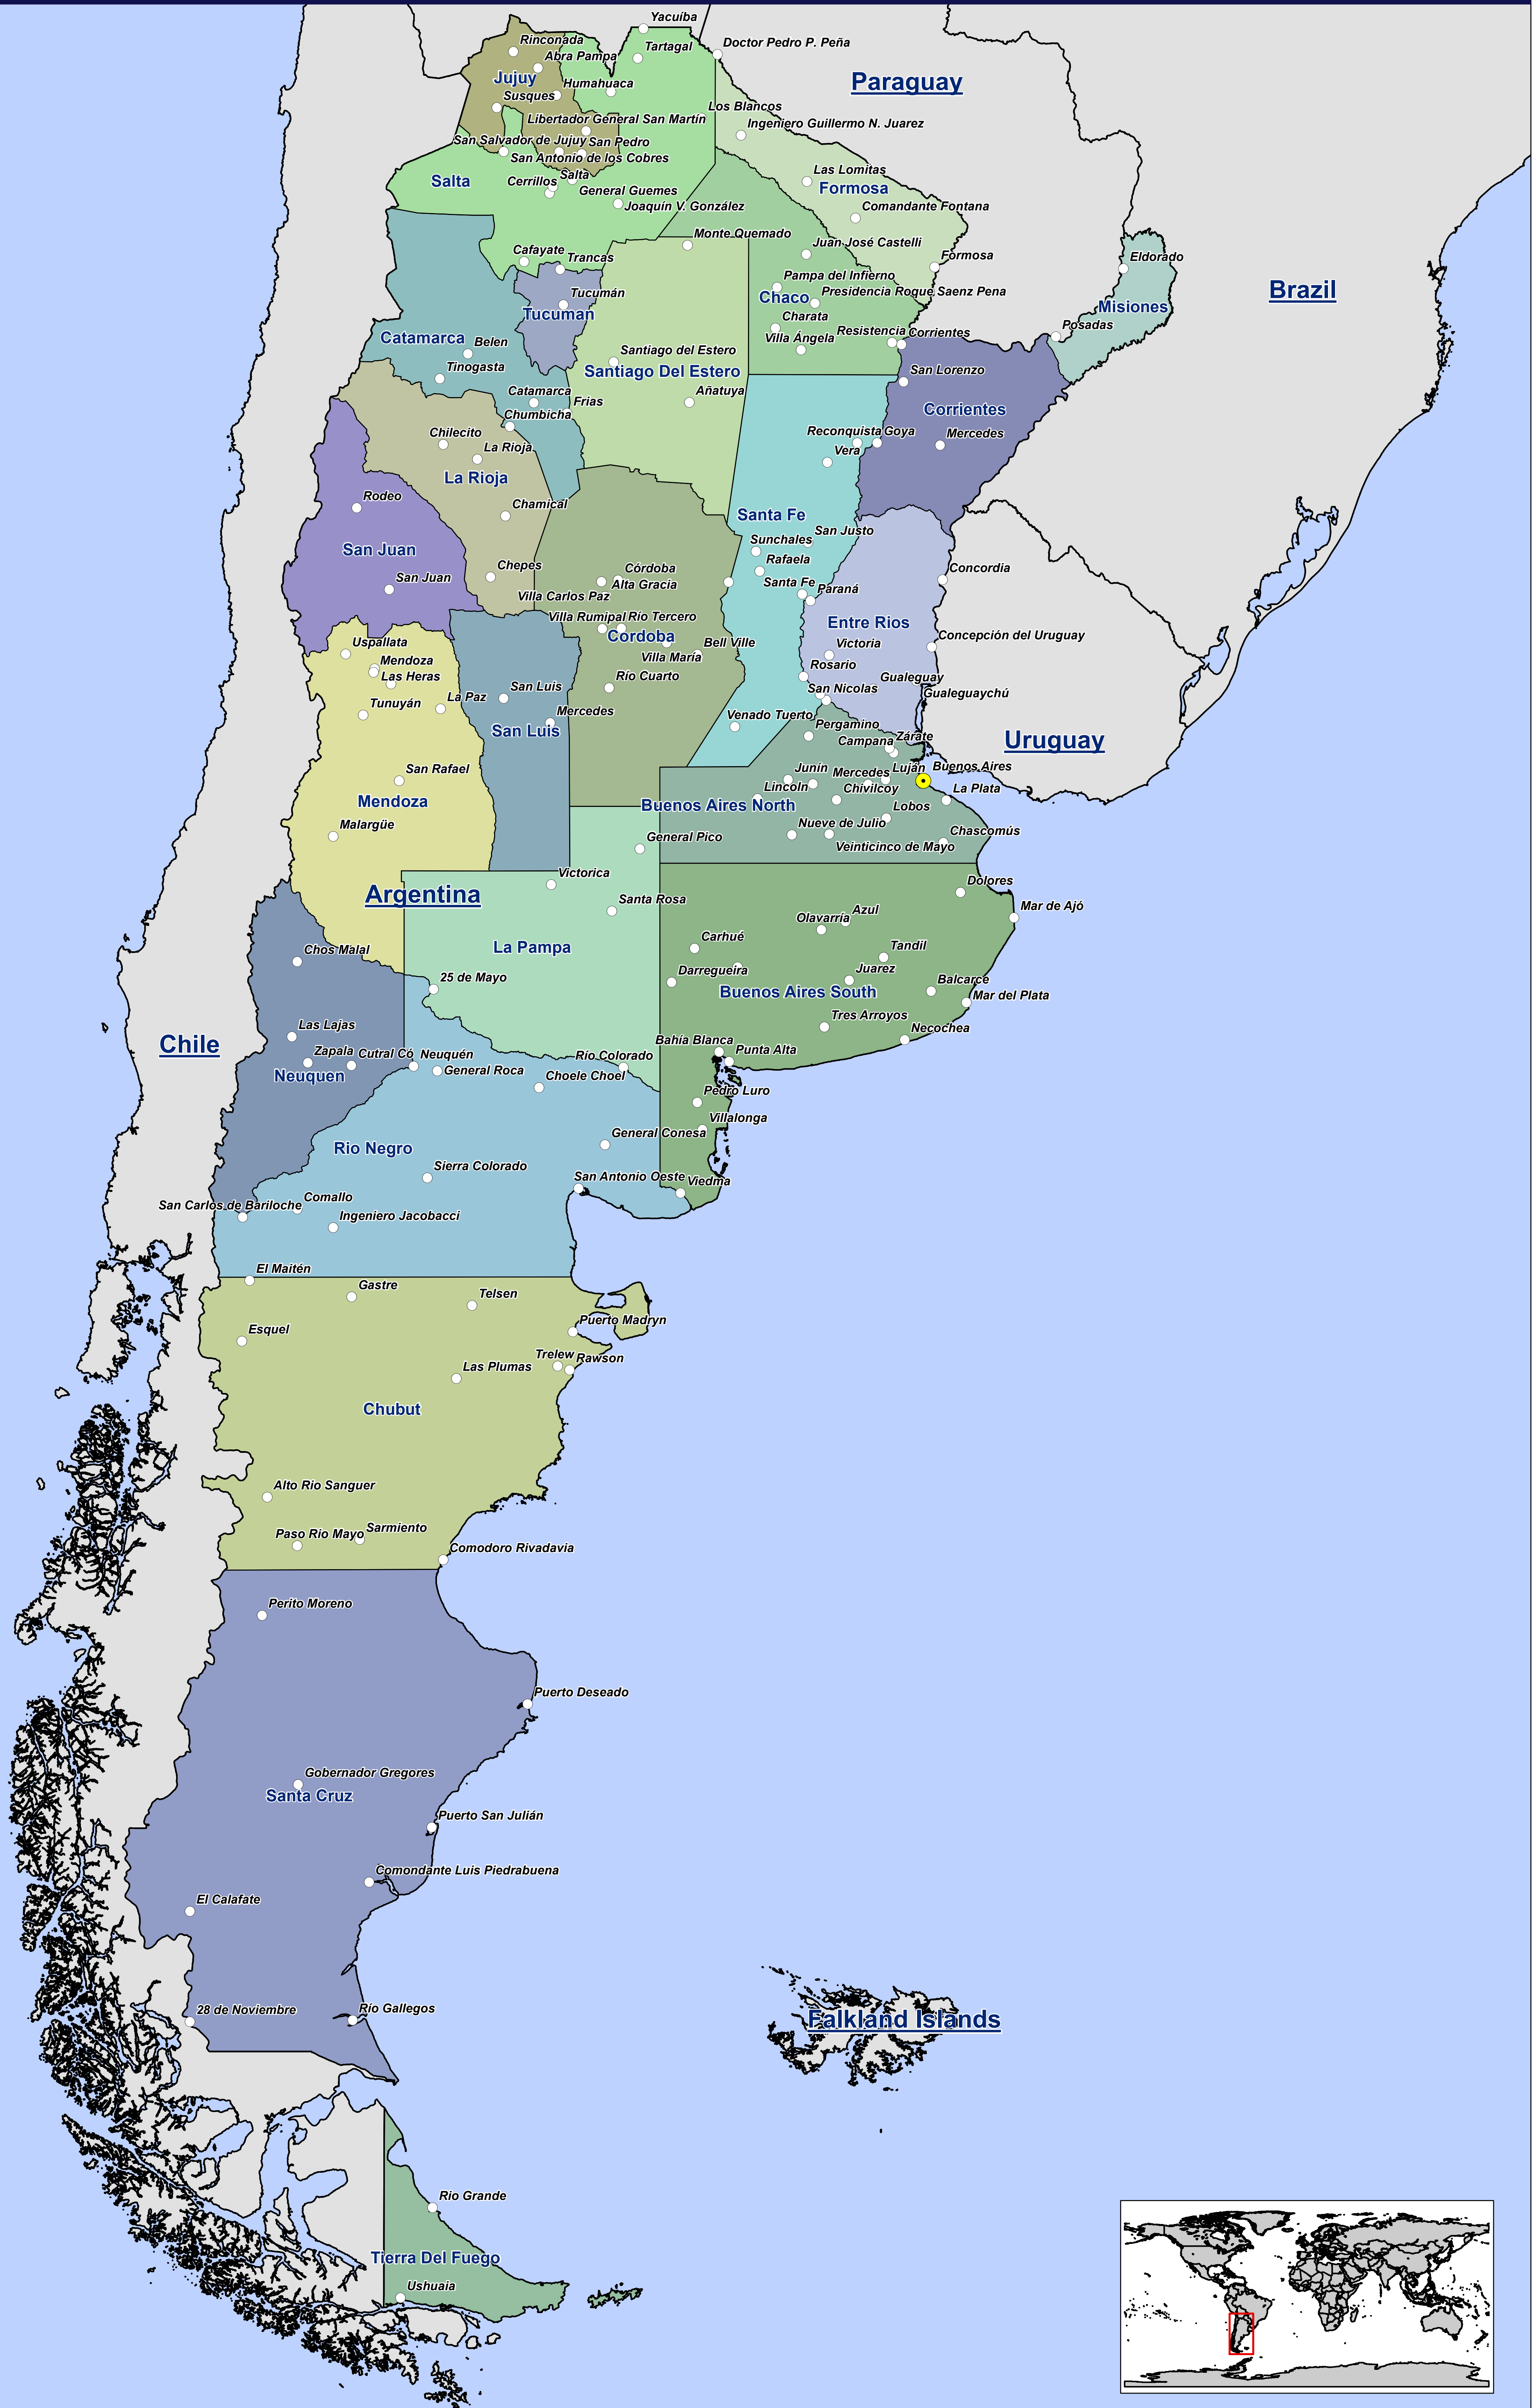 Yacuíba
Rinconada
Doctor Pedro P. Peña
Tartagal
Abra Pampa
Jujuy
Paraguay
Humahuaca
Susques
Los Blancos
Libertador General San Martín
Ingeniero Guillermo N. Juarez
San Salvador de Jujuy
San Pedro
San Antonio de los Cobres
Las Lomitas
Salta
Cerrillos
Salta
Formosa
General Guemes
Joaquín V. González
Comandante Fontana
Monte Quemado
Juan José Castelli
Cafayate
Trancas
Formosa
Eldorado
Pampa del Infierno
Brazil
Tucumán
Chaco
Presidencia Roque Saenz Pena
Misiones
Tucuman
Charata
Posadas
Catamarca
Belen
Villa Ángela
Resistencia
Corrientes
Santiago del Estero
Tinogasta
Santiago Del Estero
San Lorenzo
Catamarca
Frias
Añatuya
Corrientes
Chumbicha
Chilecito
La Rioja
Reconquista
Goya
Mercedes
Vera
La Rioja
Rodeo
Chamical
Santa Fe
San Justo
San Juan
Sunchales
Rafaela
San Juan
Chepes
Córdoba
Alta Gracia
Santa Fe
Paraná
Concordia
Villa Carlos Paz
Villa Rumipal
Río Tercero
Entre Rios
Cordoba
Uspallata
Bell Ville
Victoria
Concepción del Uruguay
Mendoza
Las Heras
Villa María
Rosario
Río Cuarto
Gualeguay
San Luis
San Nicolas
Gualeguaychú
Tunuyán
La Paz
Mercedes
Venado Tuerto
Pergamino
San Luis
Campana
Zárate
Uruguay
San Rafael
Junín
Mercedes
Luján
Buenos Aires
Mendoza
Lincoln
Chivilcoy
La Plata
Buenos Aires North
Lobos
Malargüe
General Pico
Nueve de Julio
Chascomús
Veinticinco de Mayo
Victorica
Dolores
Argentina
Santa Rosa
Mar de Ajó
Olavarría
Azul
Chos Malal
La Pampa
Carhué
Tandil
25 de Mayo
Darregueira
Juarez
Buenos Aires South
Balcarce
Mar del Plata
Las Lajas
Tres Arroyos
Necochea
Chile
Zapala
Cutral Có
Neuquén
Río Colorado
Bahía Blanca
Punta Alta
Neuquen
General Roca
Choele Choel
Pedro Luro
Villalonga
Rio Negro
General Conesa
Sierra Colorado
San Antonio Oeste
Viedma
San Carlos de Bariloche
Comallo
Ingeniero Jacobacci
El Maitén
Gastre
Telsen
Esquel
Puerto Madryn
Las Plumas
Trelew
Rawson
Chubut
Alto Rio Sanguer
Paso Rio Mayo
Sarmiento
Comodoro Rivadavia
Perito Moreno
Puerto Deseado
Gobernador Gregores
Santa Cruz
Puerto San Julián
Comondante Luis Piedrabuena
El Calafate
28 de Noviembre
Río Gallegos
Falkland Islands
Rio Grande
Tierra Del Fuego
Ushuaia